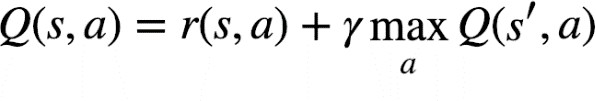 Q(s, a) = r(s, a) + γ max Q(s′, a)
a